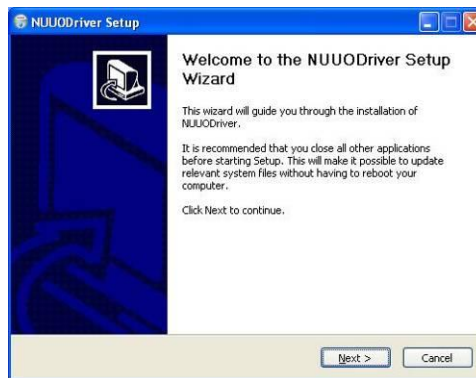 NUUODriver Setup
Welcome to the NUUODriver Setup
Wizard
This wizard will guide you through the installation of
NUUODriver.
It is recommended that you close all other applications
before starting Setup. This will make it possible to update
relevant system files without having to reboot your
computer.
Click Next to continue.
Next >
Cancel